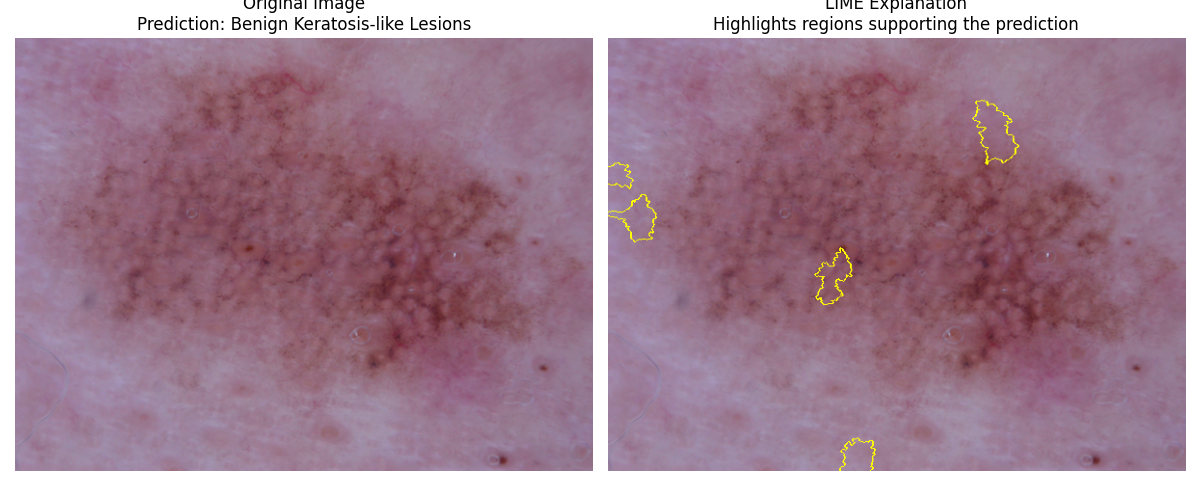 Original Image
Prediction: Benign Keratosis-like Lesions
LIME Explanation
Highlights regions supporting the prediction